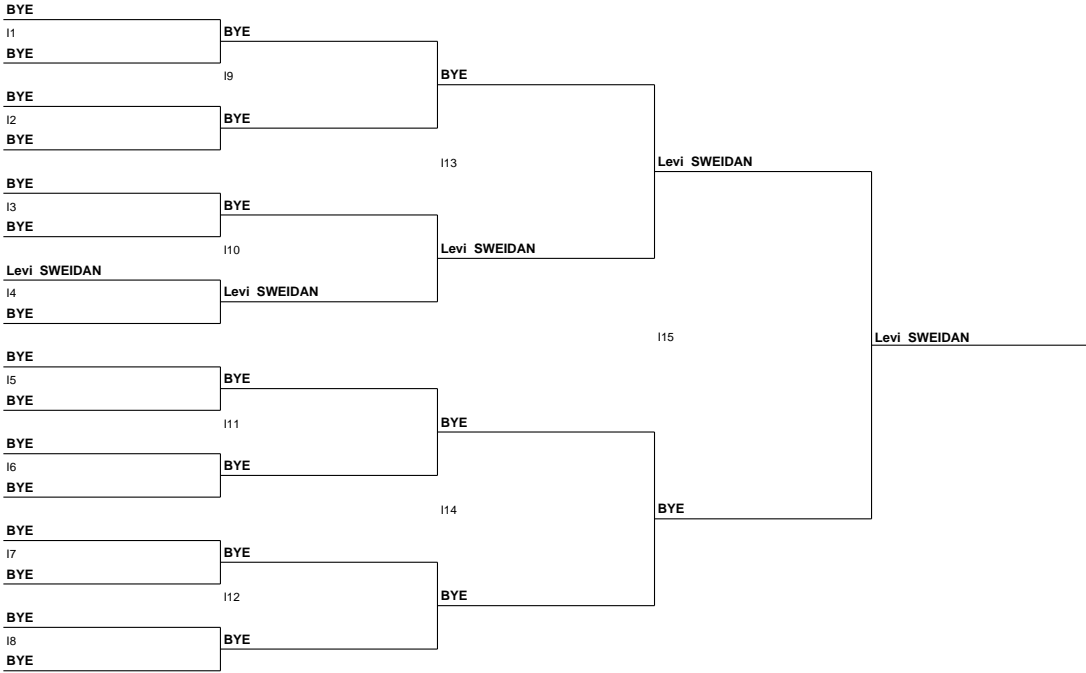 BYE
I1
BYE
BYE
I9
BYE
BYE
I2
BYE
BYE
I13
Levi SWEIDAN
BYE
I3
BYE
BYE
I10
Levi SWEIDAN
Levi SWEIDAN
I4
Levi SWEIDAN
BYE
I15
Levi SWEIDAN
BYE
I5
BYE
BYE
I11
BYE
BYE
I6
BYE
BYE
I14
BYE
BYE
I7
BYE
BYE
I12
BYE
BYE
I8
BYE
BYE